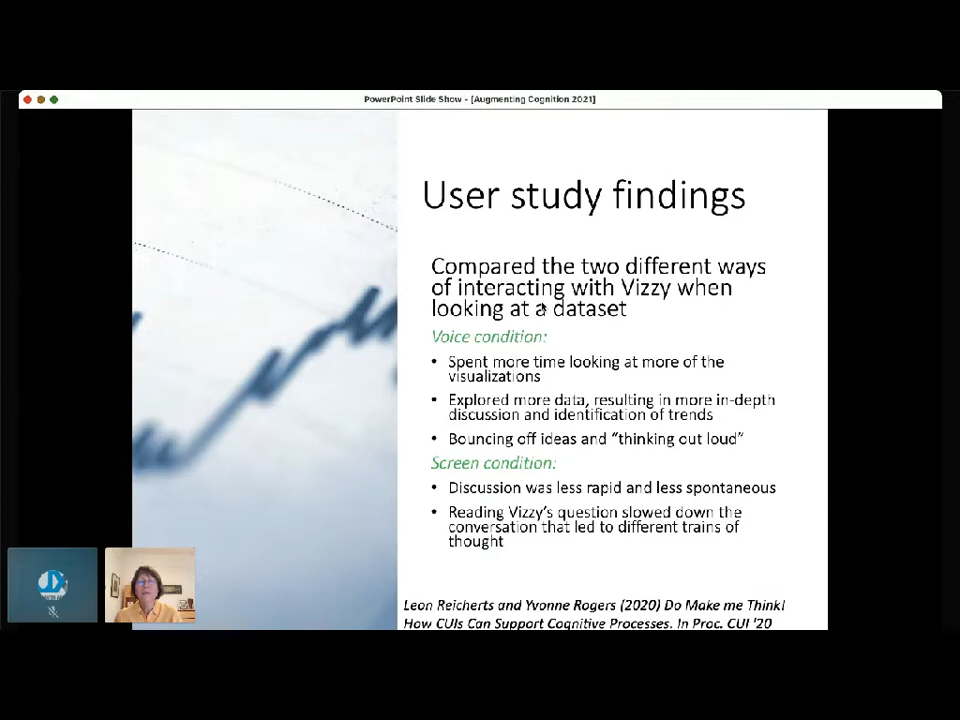 PowerPoint Slide Show - [Augmenting Cognition 2021]
User study findings
Compared the two different ways
of interacting with Vizzy when
looking at a dataset
Voice condition:
• Spent more time looking at more of the
visualizations
• Explored more data, resulting in more in-depth
discussion and identification of trends
• Bouncing off ideas and “thinking out loud”
Screen condition:
• Discussion was less rapid and less spontaneous
• Reading Vizzy’s question slowed down the
conversation that led to different trains of
thought
Leon Reicherts and Yvonne Rogers (2020) Do Make me Think!
How CUIs Can Support Cognitive Processes. In Proc. CUI '20